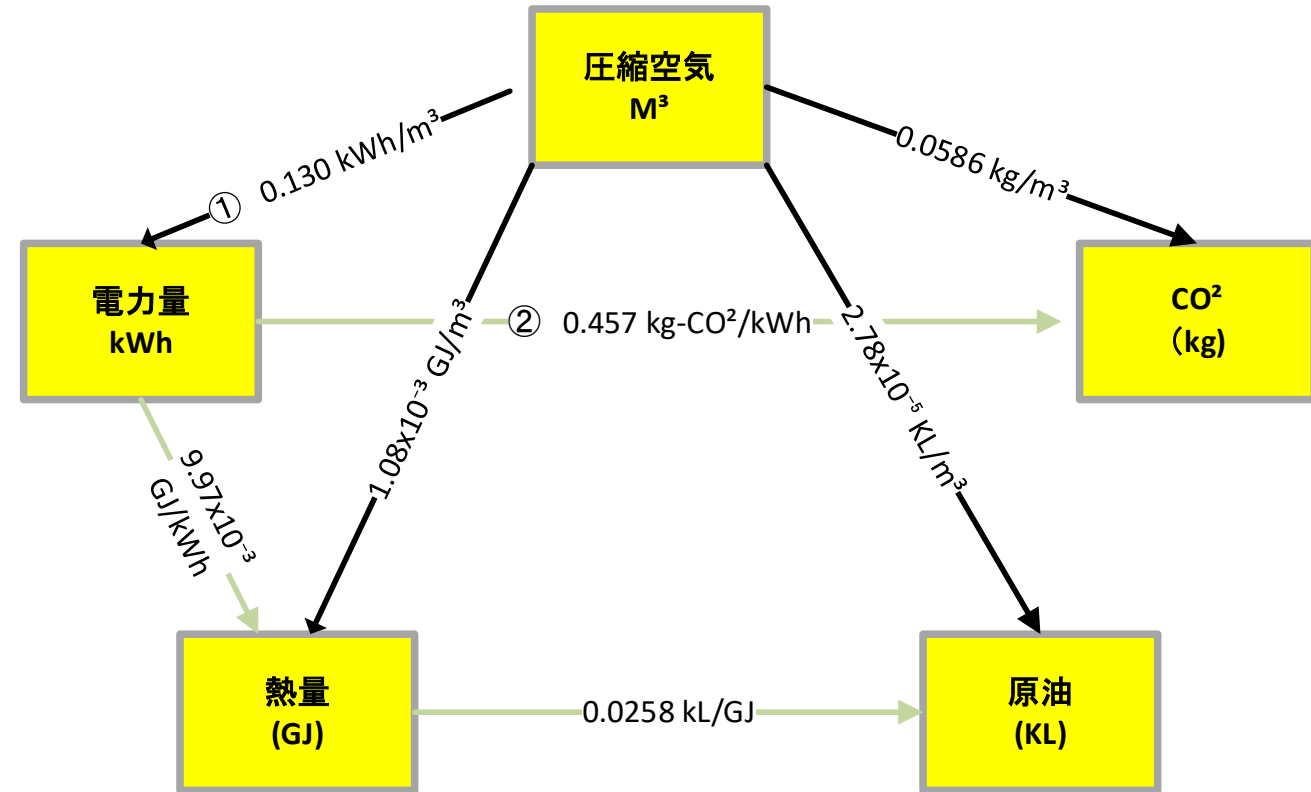 圧縮空気
M³
① 0.130 kWh/m³
0.0586 kg/m³
電力量
kWh
② 0.457 kg-CO²/kWh
CO²
（kg)
1.08x10⁻³ GJ/m³
2.78x10⁻⁵ KL/m³
9.97x10⁻³
GJ/kWh
熱量
(GJ)
0.0258 kL/GJ
原油
(KL)